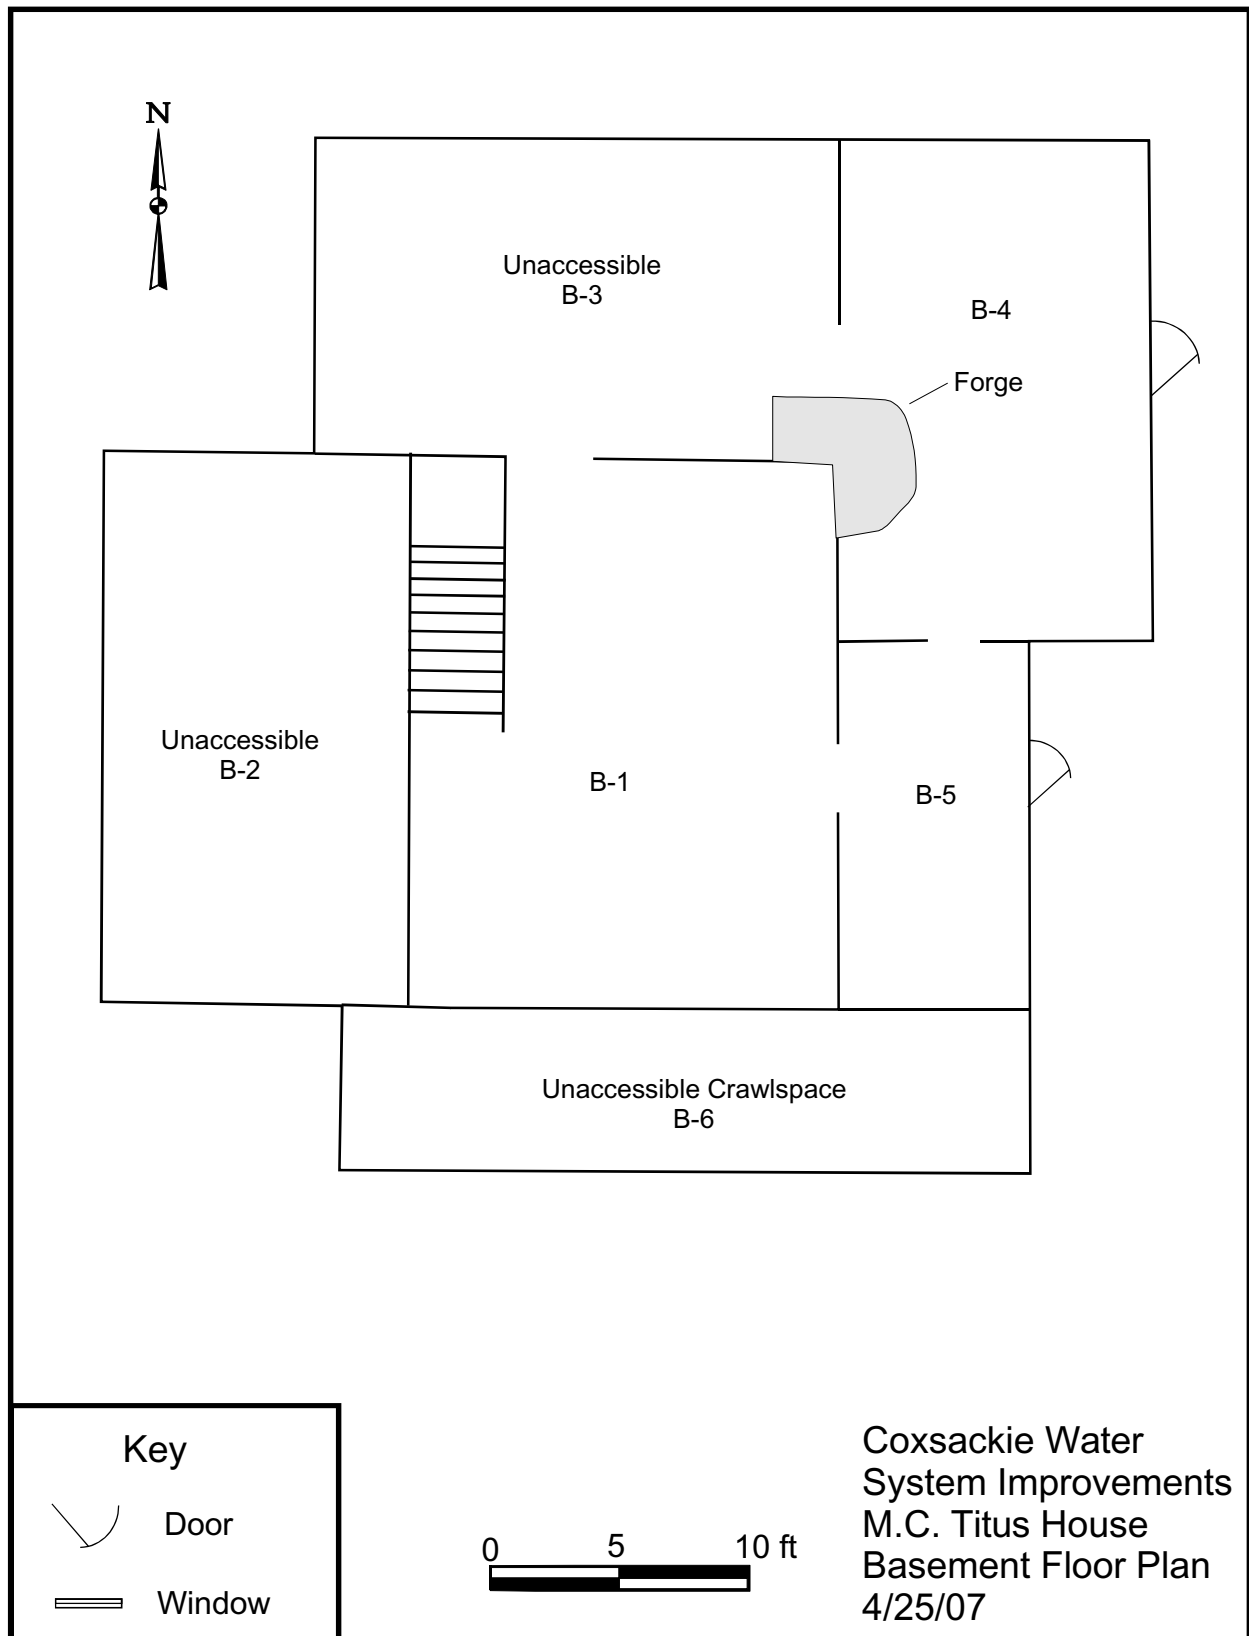 N
Unaccessible
B-3
B-4
Forge
Unaccessible
B-2
B-1
B-5
Unaccessible Crawlspace
B-6
Key
Door
Window
0 5 10 ft
Coxsackie Water
System Improvements
M.C. Titus House
Basement Floor Plan
4/25/07